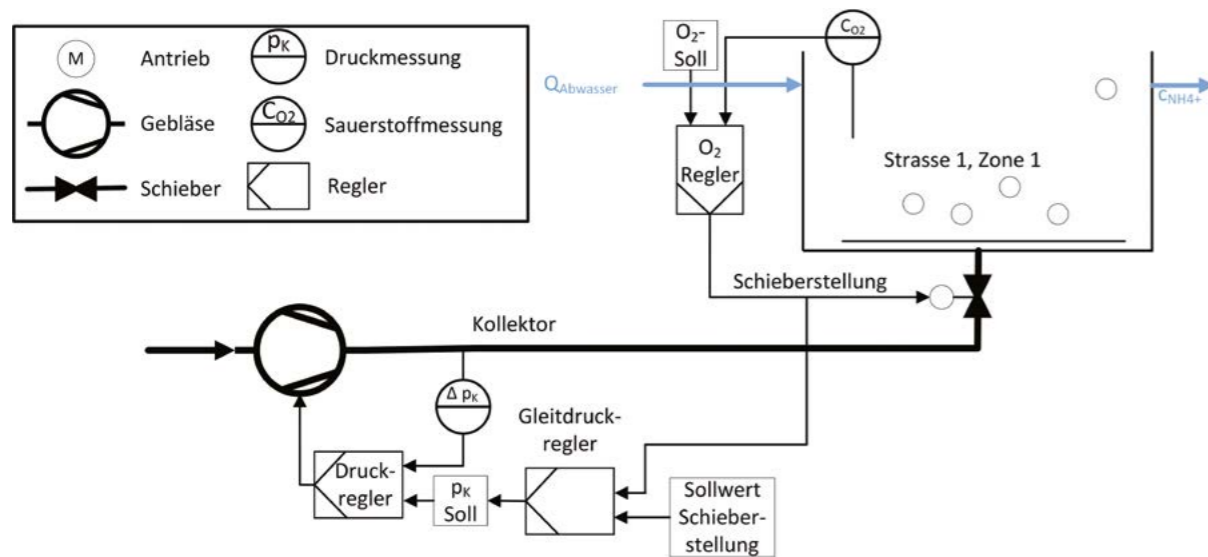 M
Antrieb
pK
Druckmessung
Gebläse
CO2
Sauerstoffmessung
Schieber
Regler
O2-
Soll
CO2
QAbwasser
cNH4+
O2
Regler
Strasse 1, Zone 1
Schieberstellung
Kollektor
Δ pK
Gleitdruck-
regler
Druck-
regler
pK
Soll
Sollwert
Schieber-
stellung